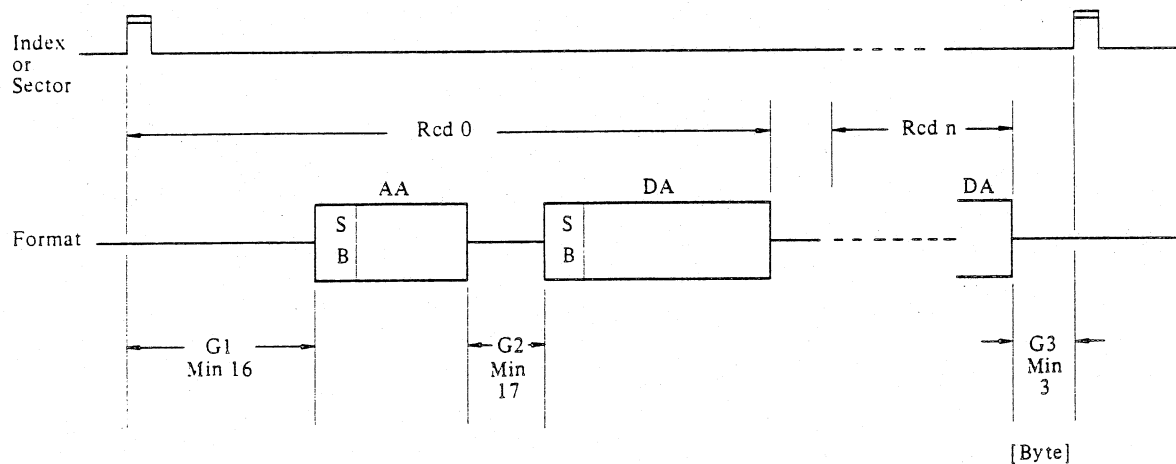 Index
or
Sector
Rcd 0
Rcd n
AA
DA
DA
Format
S
B
S
B
G1
Min 16
G2
Min
17
G3
Min
3
[Byte]